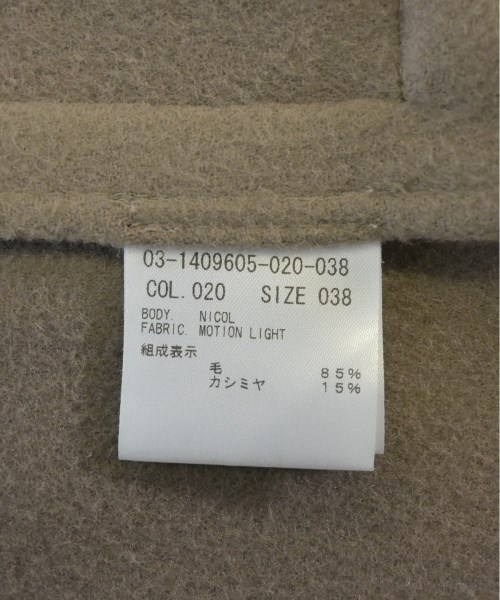 03-1409605-020-038
COL. 020 SIZE 038
BODY. NICOL
FABRIC. MOTION LIGHT
組成表示
毛 85%
カシミヤ 15%